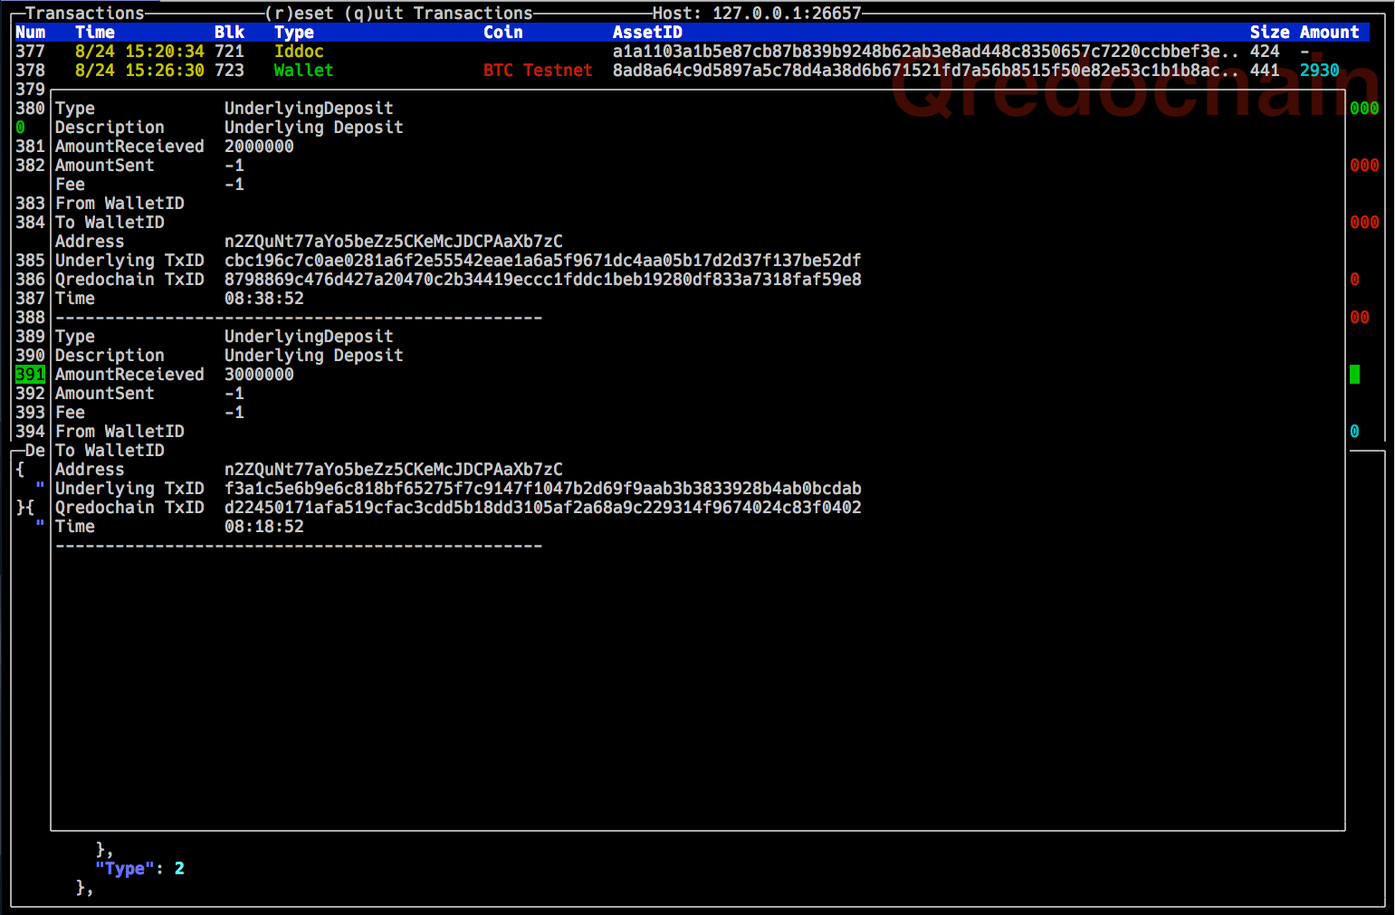 Transactions (r)eset (q)uit Transactions Host: 127.0.0.1:26657
Num Time Blk Type Coin AssetID Size Amount
377 8/24 15:20:34 721 Iddoc a1a1103a1b5e87cb87b839b9248b62ab3e8ad448c8350657c7220ccbbef3e.. 424 -
378 8/24 15:26:30 723 Wallet BTC Testnet 8ad8a64c9d5897a5c78d4a38d6b671521fd7a56b8515f50e82e53c1b1b8ac.. 441 2930
Qredochain
379
380 Type UnderlyingDeposit 000
0 Description Underlying Deposit
381 AmountReceieved 2000000
382 AmountSent -1 000
Fee -1
383 From WalletID
384 To WalletID 000
Address n2ZQuNt77aYo5beZz5CKeMcJDCPAaXb7zC
385 Underlying TxID cbc196c7c0ae0281a6f2e55542eae1a6a5f9671dc4aa05b17d2d37f137be52df
386 Qredochain TxID 8798869c476d427a20470c2b34419eccc1fddc1beb19280df833a7318faf59e8 0
387 Time 08:38:52
388 ------------------------------------------------- 00
389 Type UnderlyingDeposit
390 Description Underlying Deposit
391 AmountReceieved 3000000
392 AmountSent -1
393 Fee -1
394 From WalletID 0
De To WalletID
{ Address n2ZQuNt77aYo5beZz5CKeMcJDCPAaXb7zC
" Underlying TxID f3a1c5e6b9e6c818bf65275f7c9147f1047b2d69f9aab3b3833928b4ab0bcdab
}{ Qredochain TxID d22450171afa519cfac3cdd5b18dd3105af2a68a9c229314f9674024c83f0402
" Time 08:18:52
-------------------------------------------------
},
"Type": 2
},